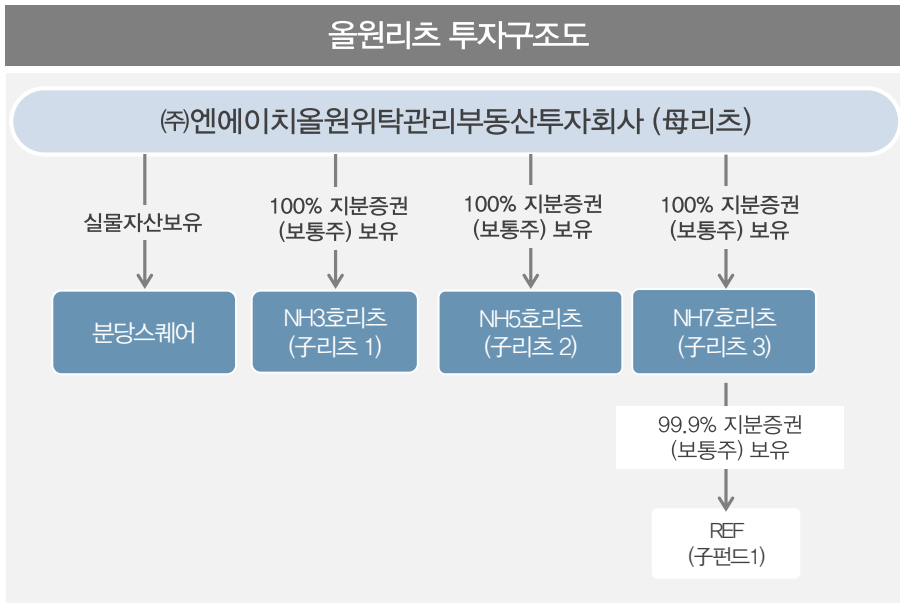 올원리츠 투자구조도
㈜엔에이치올원위탁관리부동산투자회사 (母리츠)
실물자산보유
100% 지분증권
(보통주) 보유
100% 지분증권
(보통주) 보유
100% 지분증권
(보통주) 보유
분당스퀘어
NH3호리츠
(子리츠 1)
NH5호리츠
(子리츠 2)
NH7호리츠
(子리츠 3)
99.9% 지분증권
(보통주) 보유
REF
(子펀드1)